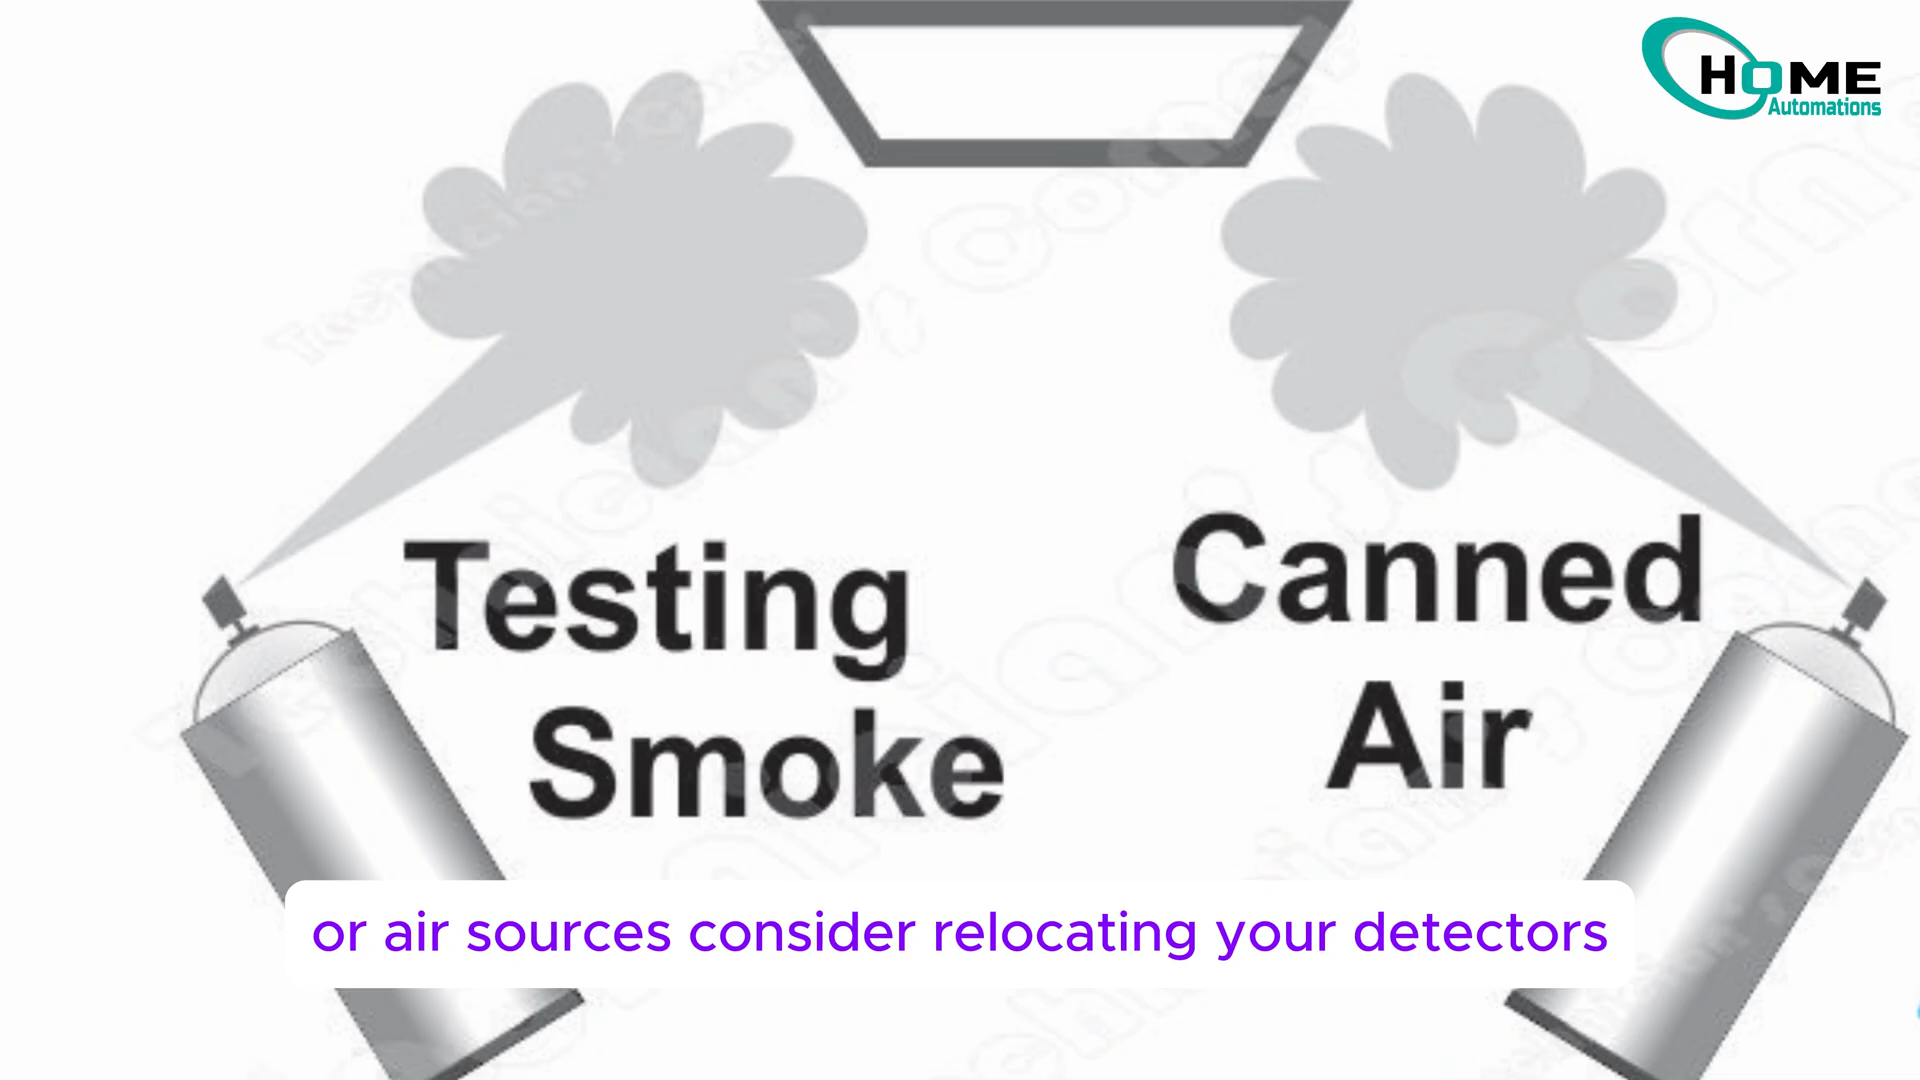 HOME
Automations
Testing
Smoke
Canned
Air
or air sources consider relocating your detectors